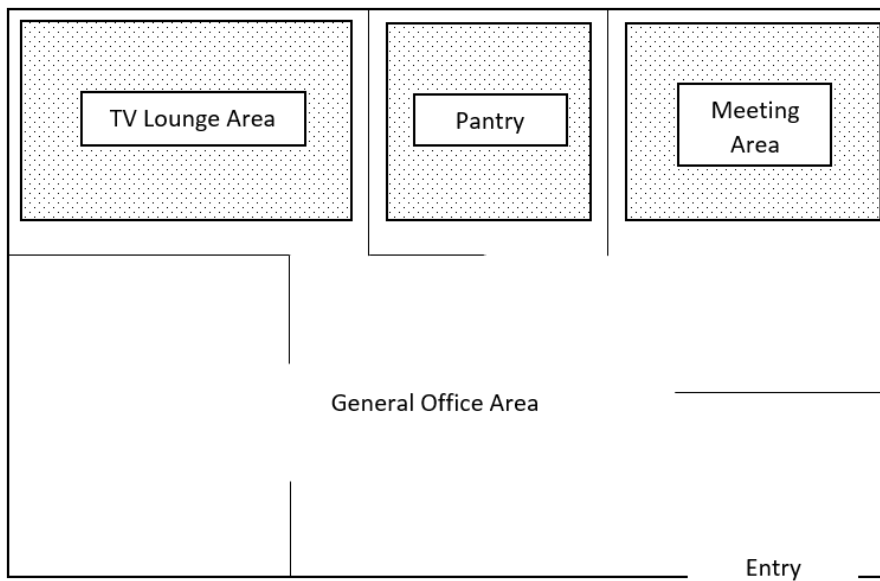 TV Lounge Area
Pantry
Meeting
Area
General Office Area
Entry